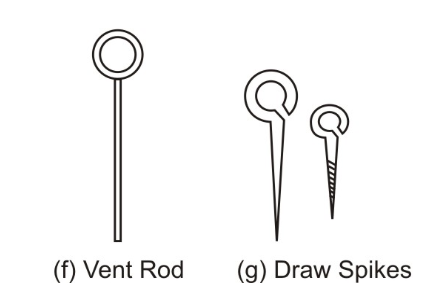 (f) Vent Rod
(g) Draw Spikes